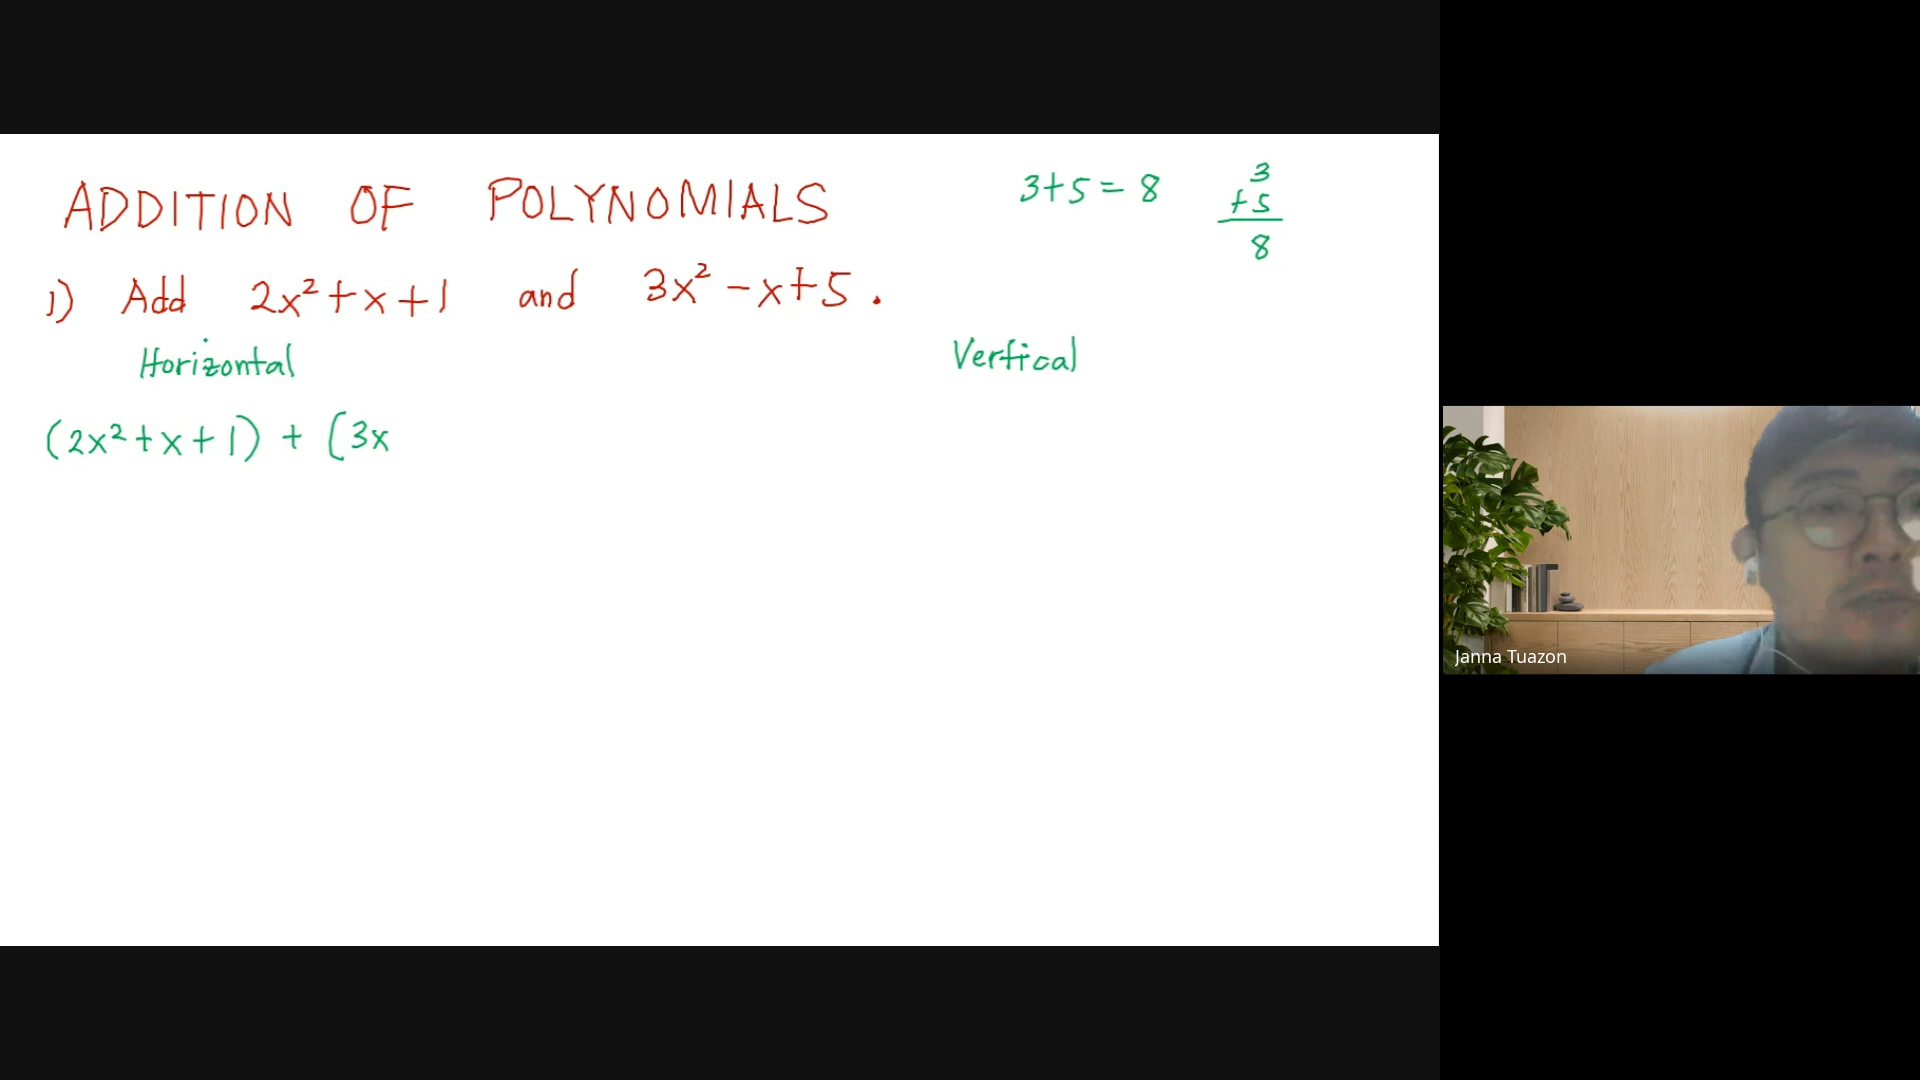 ADDITION OF POLYNOMIALS
3+5=8
3
+5
8
1) Add 2x²+x+1 and 3x²-x+5.
Horizontal
Vertical
(2x²+x+1) + (3x
Janna Tuazon